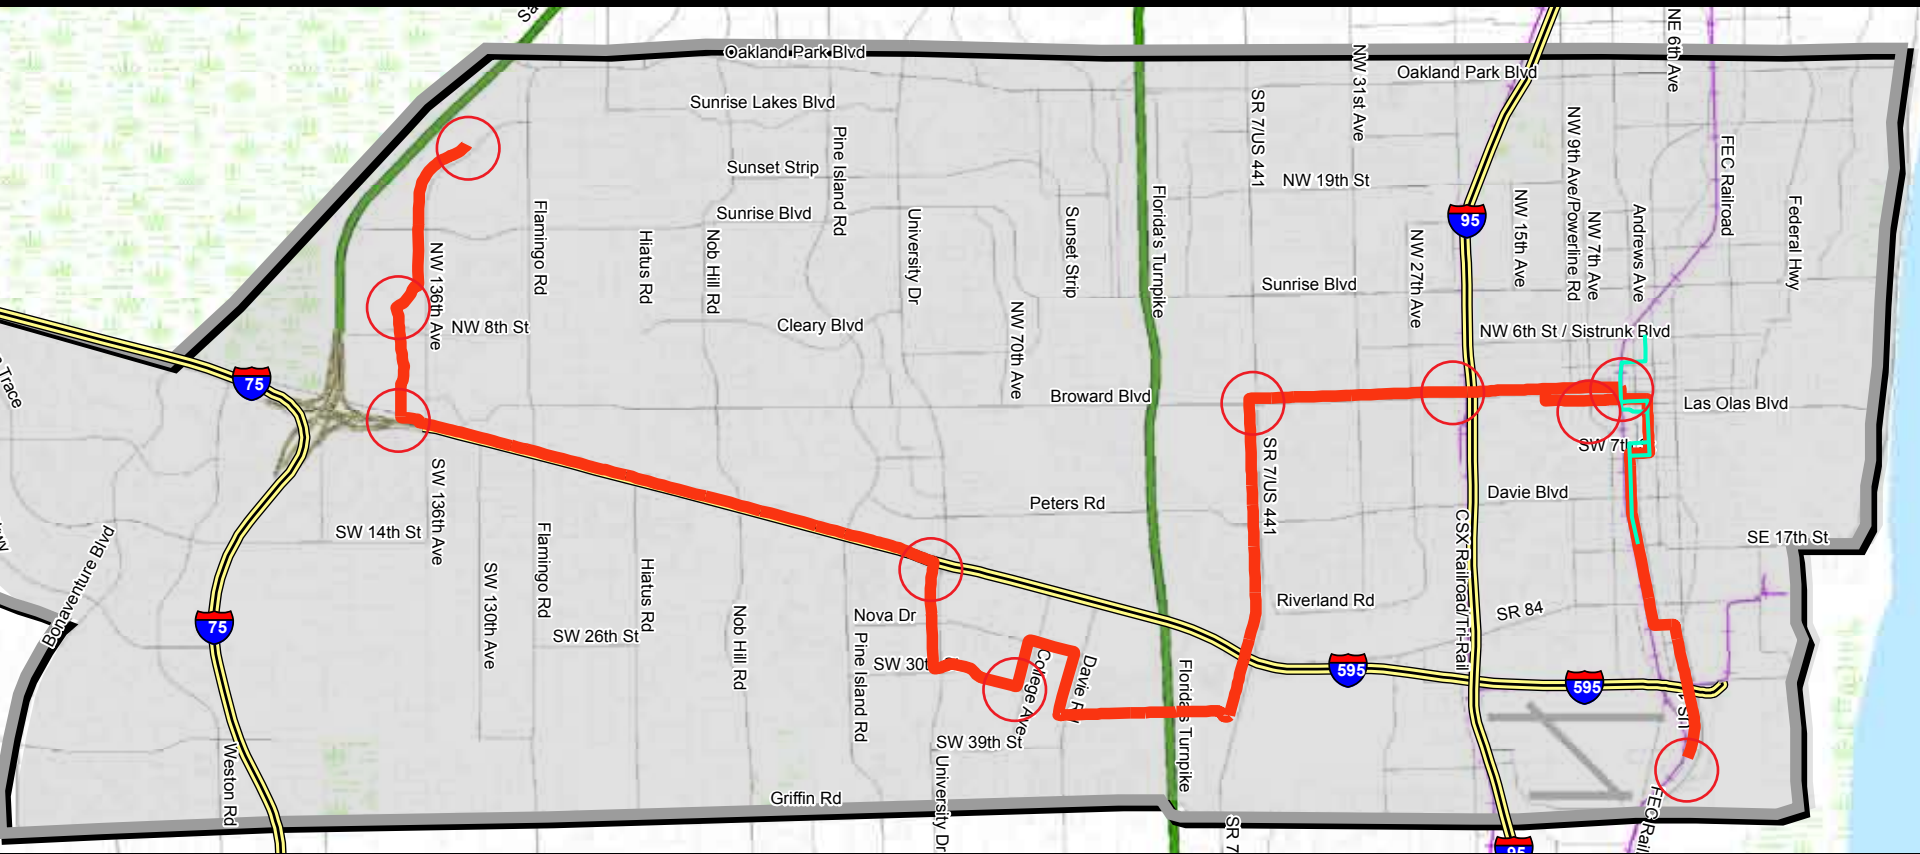 Sa
Oakland Park Blvd
Oakland Park Blvd
NE 6th Ave
NW 31st Ave
Sunrise Lakes Blvd
SR 7/US 441
NW 9th Ave/Powerline Rd
Pine Island Rd
FEC Railroad
Sunset Strip
NW 19th St
Florida's Turnpike
NW 15th Ave
Federal Hwy
Flamingo Rd
Sunrise Blvd
University Dr
Sunset Strip
95
NW 7th Ave
Andrews Ave
NW 136th Ave
Hiatus Rd
Nob Hill Rd
NW 27th Ave
Sunrise Blvd
NW 8th St
Cleary Blvd
NW 70th Ave
NW 6th St / Sistrunk Blvd
Trace
75
Broward Blvd
Las Olas Blvd
SR 7/US 441
SW 7th
SW 136th Ave
Peters Rd
Davie Blvd
CSX Railroad/Tri-Rail
SW 14th St
Flamingo Rd
SE 17th St
wy
Bonaventure Blvd
SW 130th Ave
Hiatus Rd
Nob Hill Rd
Riverland Rd
SR 84
75
Nova Dr
SW 26th St
Pine Island Rd
SW 30th
College Ave
Davie R
Florida's Turnpike
595
595
SW 39th St
Weston Rd
University Dr
Griffin Rd
FEC Rail
SR 7
95